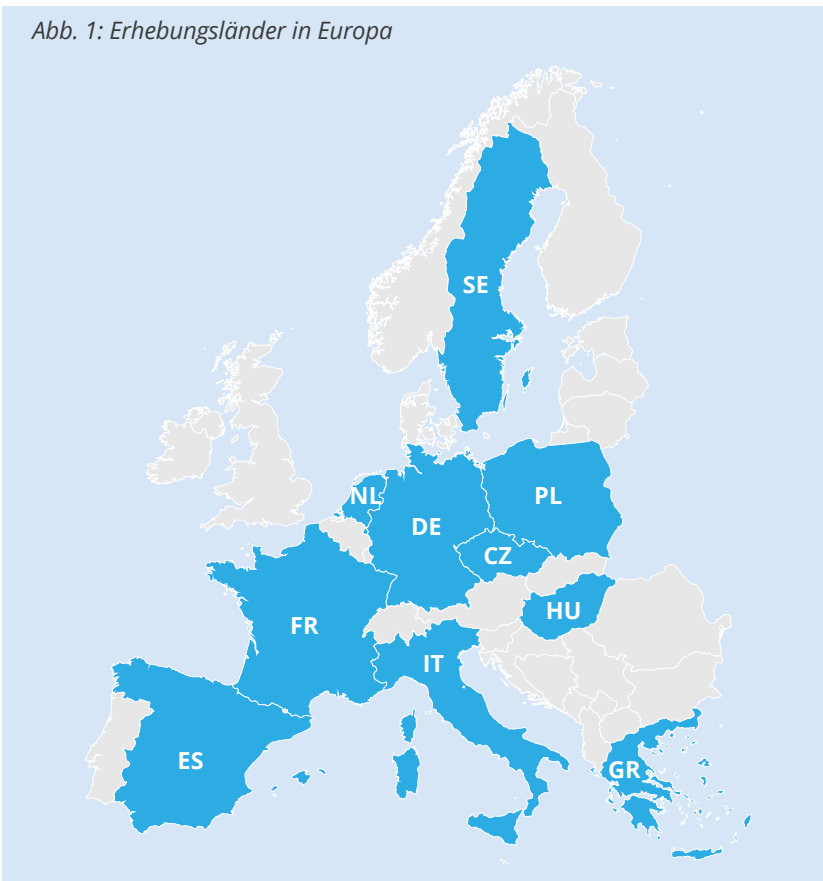 Abb. 1: Erhebungsländer in Europa
SE
NL
PL
DE
CZ
HU
FR
IT
ES
GR